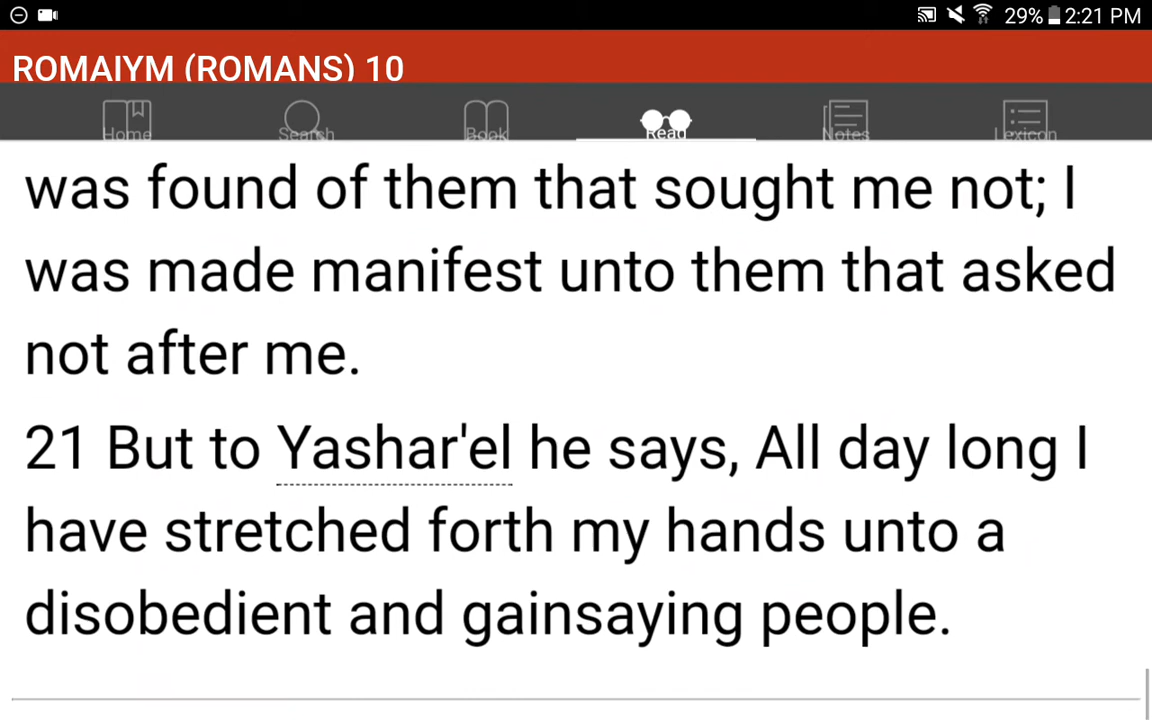 29% 2:21 PM
ROMAIYM (ROMANS) 10
Home Search Book Read Notes Lexicon
was found of them that sought me not; I
was made manifest unto them that asked
not after me.
21 But to Yashar'el he says, All day long I
have stretched forth my hands unto a
disobedient and gainsaying people.